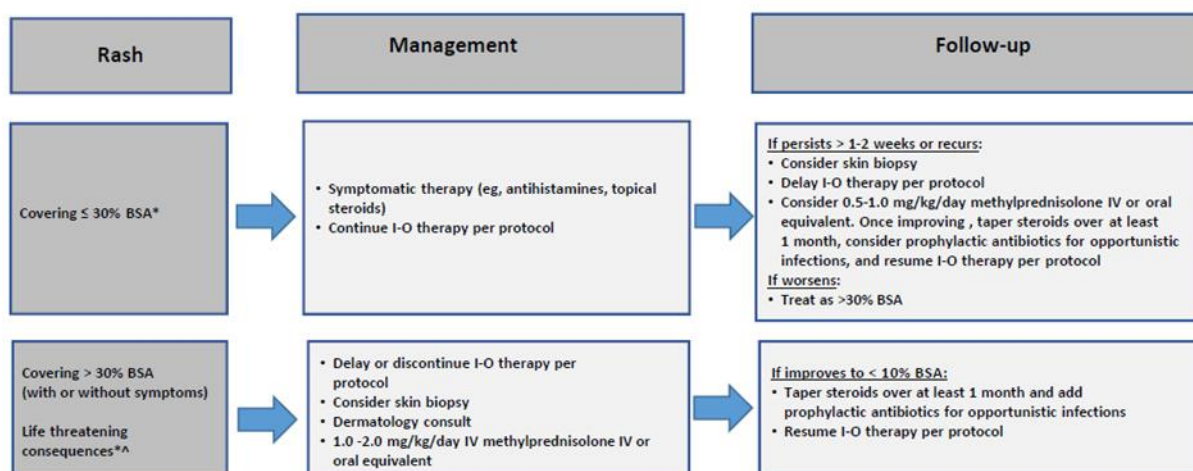 Rash
Management
Follow-up
Covering ≤ 30% BSA*
• Symptomatic therapy (eg, antihistamines, topical
steroids)
• Continue I-O therapy per protocol
If persists > 1-2 weeks or recurs:
• Consider skin biopsy
• Delay I-O therapy per protocol
• Consider 0.5-1.0 mg/kg/day methylprednisolone IV or oral
equivalent. Once improving , taper steroids over at least
1 month, consider prophylactic antibiotics for opportunistic
infections, and resume I-O therapy per protocol
If worsens:
• Treat as >30% BSA
Covering > 30% BSA
(with or without symptoms)
Life threatening
consequences*^
• Delay or discontinue I-O therapy per
protocol
• Consider skin biopsy
• Dermatology consult
• 1.0 -2.0 mg/kg/day IV methylprednisolone IV or
oral equivalent
If improves to < 10% BSA:
• Taper steroids over at least 1 month and add
prophylactic antibiotics for opportunistic infections
• Resume I-O therapy per protocol